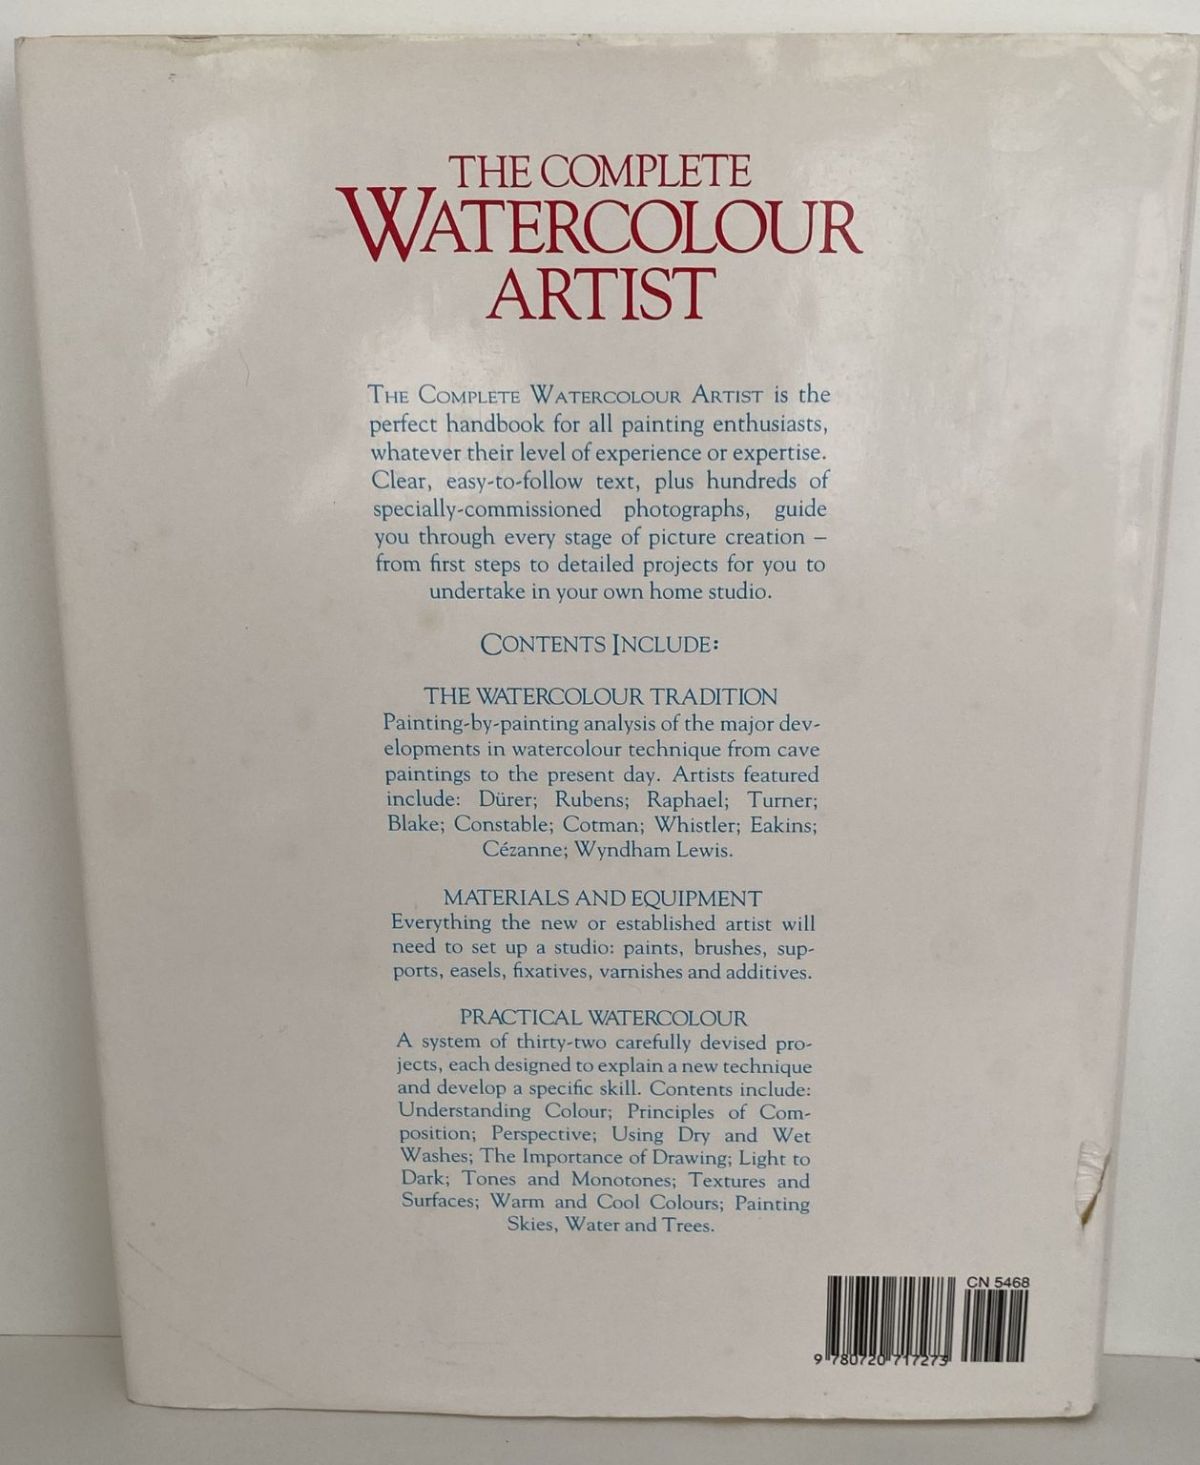 THE COMPLETE
WATERCOLOUR
ARTIST
THE COMPLETE WATERCOLOUR ARTIST is the
perfect handbook for all painting enthusiasts,
whatever their level of experience or expertise.
Clear, easy-to-follow text, plus hundreds of
specially-commissioned photographs, guide
you through every stage of picture creation –
from first steps to detailed projects for you to
undertake in your own home studio.
CONTENTS INCLUDE:
THE WATERCOLOUR TRADITION
Painting-by-painting analysis of the major dev-
elopments in watercolour technique from cave
paintings to the present day. Artists featured
include: Dürer; Rubens; Raphael; Turner;
Blake; Constable; Cotman; Whistler; Eakins;
Cézanne; Wyndham Lewis.
MATERIALS AND EQUIPMENT
Everything the new or established artist will
need to set up a studio: paints, brushes, sup-
ports, easels, fixatives, varnishes and additives.
PRACTICAL WATERCOLOUR
A system of thirty-two carefully devised pro-
jects, each designed to explain a new technique
and develop a specific skill. Contents include:
Understanding Colour; Principles of Com-
position; Perspective; Using Dry and Wet
Washes; The Importance of Drawing; Light to
Dark; Tones and Monotones; Textures and
Surfaces; Warm and Cool Colours; Painting
Skies, Water and Trees.
CN 5468
9 780720 717273